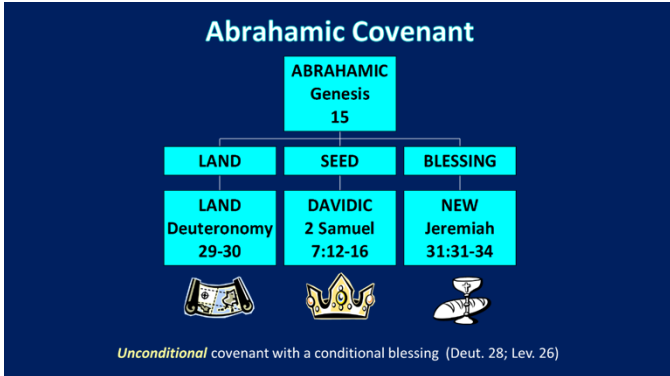 Abrahamic Covenant
ABRAHAMIC
Genesis
15
LAND
SEED
BLESSING
LAND
Deuteronomy
29-30
DAVIDIC
2 Samuel
7:12-16
NEW
Jeremiah
31:31-34
Unconditional covenant with a conditional blessing (Deut. 28; Lev. 26)